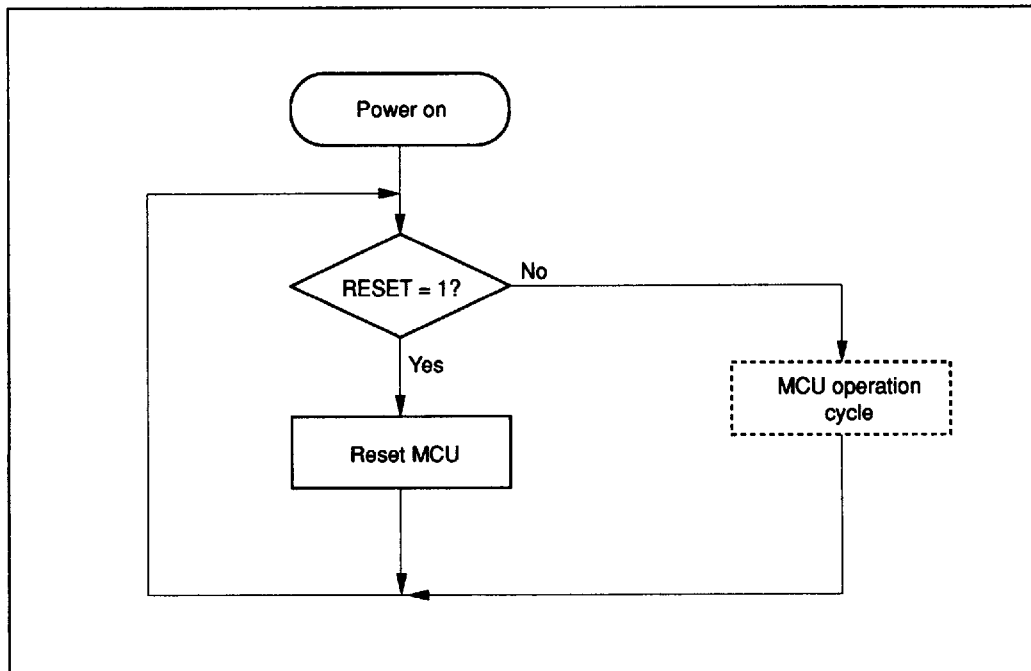 Power on
RESET = 1?
No
Yes
MCU operation
cycle
Reset MCU